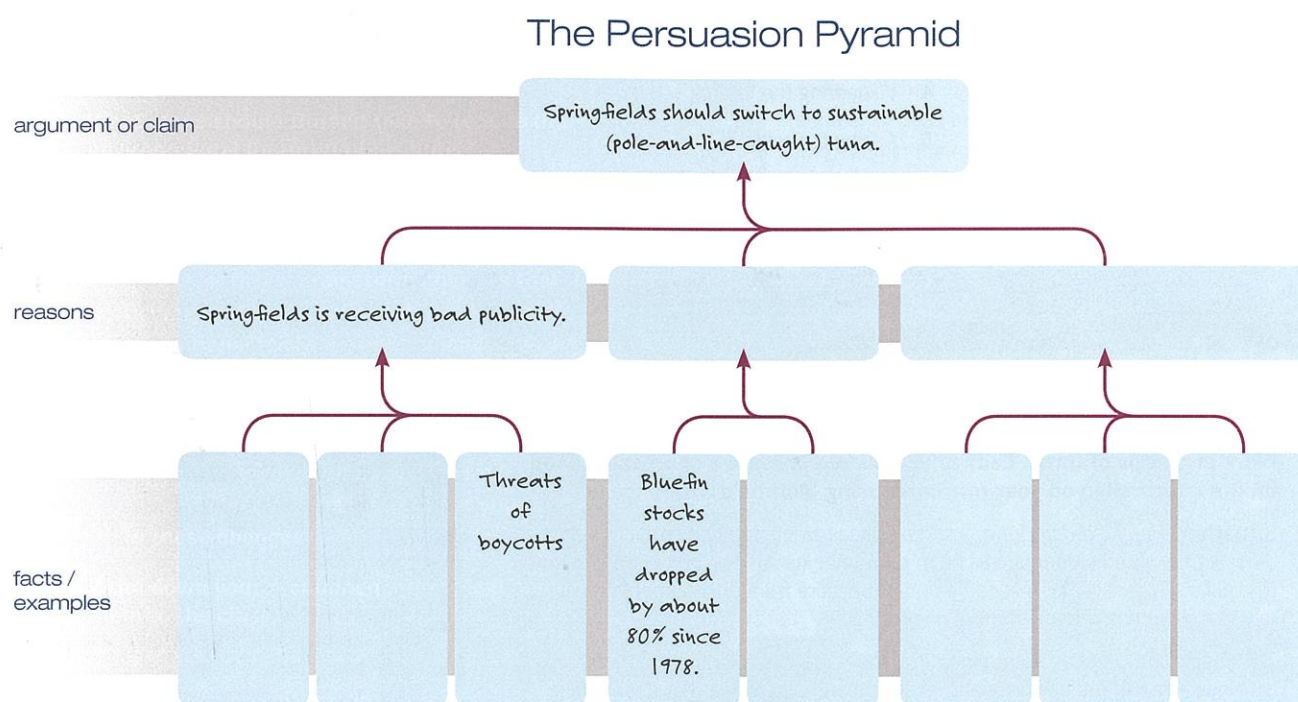 The Persuasion Pyramid
argument or claim
Springfields should switch to sustainable
(pole-and-line-caught) tuna.
reasons
Springfields is receiving bad publicity.
facts /
examples
Threats
of
boycotts
Bluefin
stocks
have
dropped
by about
80% since
1978.